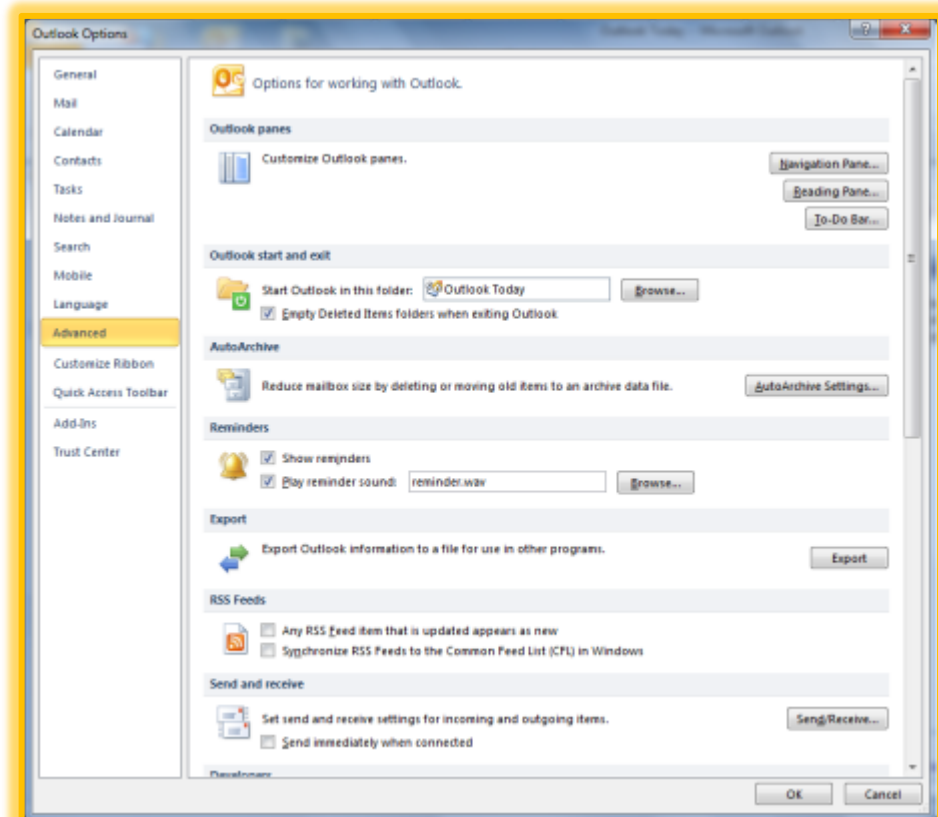 Outlook Options
Outlook Today - Microsoft Outlook
General
Mail
Calendar
Contacts
Tasks
Notes and Journal
Search
Mobile
Language
Advanced
Customize Ribbon
Quick Access Toolbar
Add-Ins
Trust Center
Options for working with Outlook.
Outlook panes
Customize Outlook panes.
Navigation Pane...
Reading Pane...
To-Do Bar...
Outlook start and exit
Start Outlook in this folder: Outlook Today Browse...
Empty Deleted Items folders when exiting Outlook
AutoArchive
Reduce mailbox size by deleting or moving old items to an archive data file. AutoArchive Settings...
Reminders
Show reminders
Play reminder sound: reminder.wav Browse...
Export
Export Outlook information to a file for use in other programs. Export
RSS Feeds
Any RSS Feed item that is updated appears as new
Synchronize RSS Feeds to the Common Feed List (CFL) in Windows
Send and receive
Set send and receive settings for incoming and outgoing items. Send/Receive...
Send immediately when connected
Developers
OK Cancel